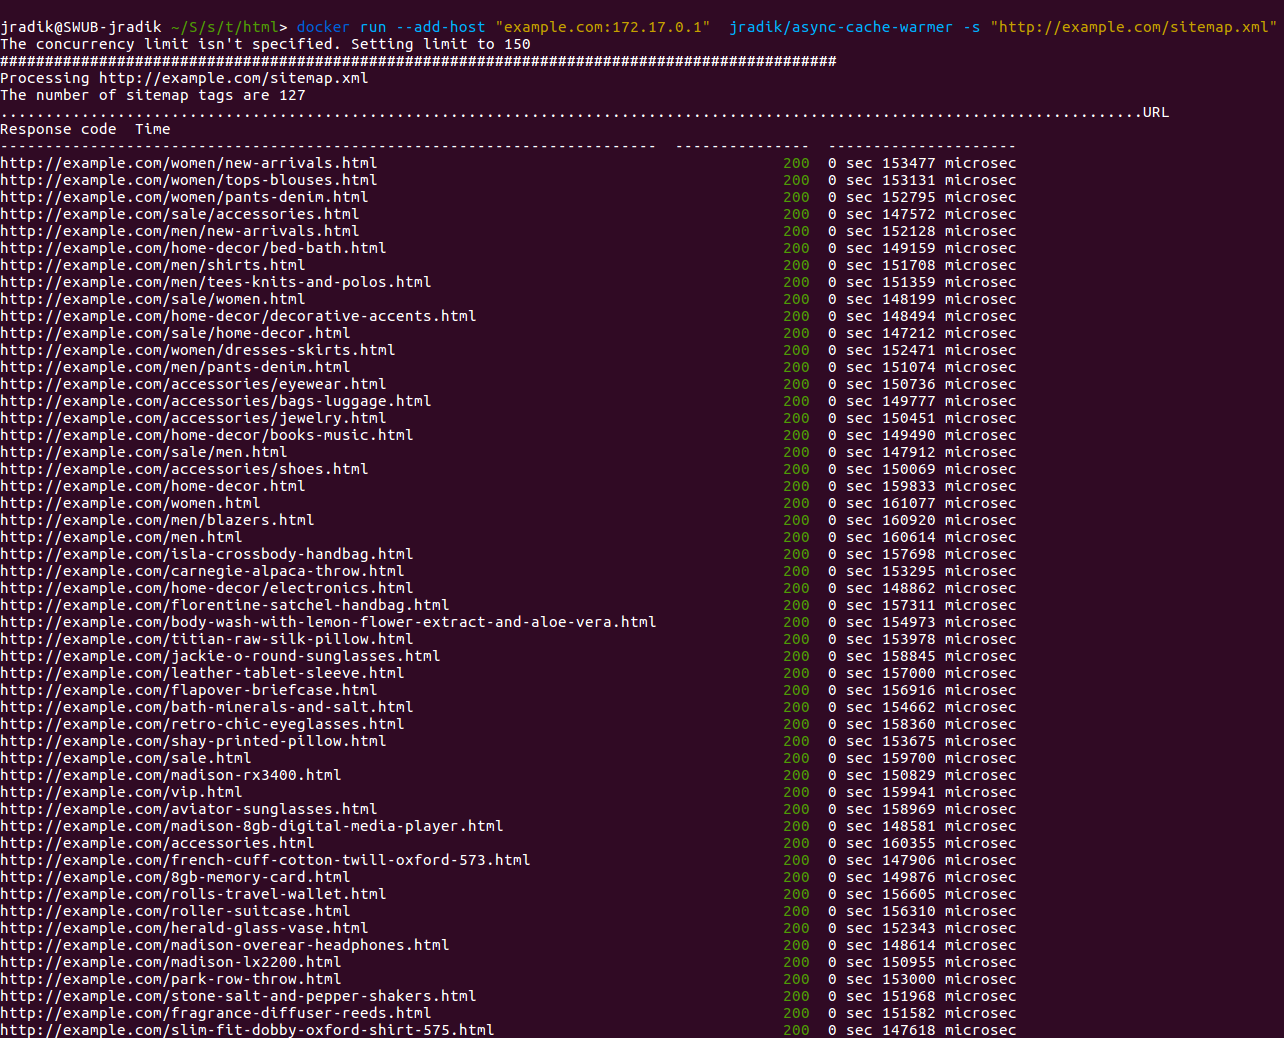 jradik@SWUB-jradik ~/S/s/t/html> docker run --add-host "example.com:172.17.0.1"  jradik/async-cache-warmer -s "http://example.com/sitemap.xml"
The concurrency limit isn't specified. Setting limit to 150
#############################################################################################
Processing http://example.com/sitemap.xml
The number of sitemap tags are 127
...............................................................................................................................URL
Response code  Time
-------------------------------------------------------------------------  ---------------  ---------------------
http://example.com/women/new-arrivals.html 200 0 sec 153477 microsec
http://example.com/women/tops-blouses.html 200 0 sec 153131 microsec
http://example.com/women/pants-denim.html 200 0 sec 152795 microsec
http://example.com/sale/accessories.html 200 0 sec 147572 microsec
http://example.com/men/new-arrivals.html 200 0 sec 152128 microsec
http://example.com/home-decor/bed-bath.html 200 0 sec 149159 microsec
http://example.com/men/shirts.html 200 0 sec 151708 microsec
http://example.com/men/tees-knits-and-polos.html 200 0 sec 151359 microsec
http://example.com/sale/women.html 200 0 sec 148199 microsec
http://example.com/home-decor/decorative-accents.html 200 0 sec 148494 microsec
http://example.com/sale/home-decor.html 200 0 sec 147212 microsec
http://example.com/women/dresses-skirts.html 200 0 sec 152471 microsec
http://example.com/men/pants-denim.html 200 0 sec 151074 microsec
http://example.com/accessories/eyewear.html 200 0 sec 150736 microsec
http://example.com/accessories/bags-luggage.html 200 0 sec 149777 microsec
http://example.com/accessories/jewelry.html 200 0 sec 150451 microsec
http://example.com/home-decor/books-music.html 200 0 sec 149490 microsec
http://example.com/sale/men.html 200 0 sec 147912 microsec
http://example.com/accessories/shoes.html 200 0 sec 150069 microsec
http://example.com/home-decor.html 200 0 sec 159833 microsec
http://example.com/women.html 200 0 sec 161077 microsec
http://example.com/men/blazers.html 200 0 sec 160920 microsec
http://example.com/men.html 200 0 sec 160614 microsec
http://example.com/isla-crossbody-handbag.html 200 0 sec 157698 microsec
http://example.com/carnegie-alpaca-throw.html 200 0 sec 153295 microsec
http://example.com/home-decor/electronics.html 200 0 sec 148862 microsec
http://example.com/florentine-satchel-handbag.html 200 0 sec 157311 microsec
http://example.com/body-wash-with-lemon-flower-extract-and-aloe-vera.html 200 0 sec 154973 microsec
http://example.com/titian-raw-silk-pillow.html 200 0 sec 153978 microsec
http://example.com/jackie-o-round-sunglasses.html 200 0 sec 158845 microsec
http://example.com/leather-tablet-sleeve.html 200 0 sec 157000 microsec
http://example.com/flapover-briefcase.html 200 0 sec 156916 microsec
http://example.com/bath-minerals-and-salt.html 200 0 sec 154662 microsec
http://example.com/retro-chic-eyeglasses.html 200 0 sec 158360 microsec
http://example.com/shay-printed-pillow.html 200 0 sec 153675 microsec
http://example.com/sale.html 200 0 sec 159700 microsec
http://example.com/madison-rx3400.html 200 0 sec 150829 microsec
http://example.com/vip.html 200 0 sec 159941 microsec
http://example.com/aviator-sunglasses.html 200 0 sec 158969 microsec
http://example.com/madison-8gb-digital-media-player.html 200 0 sec 148581 microsec
http://example.com/accessories.html 200 0 sec 160355 microsec
http://example.com/french-cuff-cotton-twill-oxford-573.html 200 0 sec 147906 microsec
http://example.com/8gb-memory-card.html 200 0 sec 149876 microsec
http://example.com/rolls-travel-wallet.html 200 0 sec 156605 microsec
http://example.com/roller-suitcase.html 200 0 sec 156310 microsec
http://example.com/herald-glass-vase.html 200 0 sec 152343 microsec
http://example.com/madison-overear-headphones.html 200 0 sec 148614 microsec
http://example.com/madison-lx2200.html 200 0 sec 150955 microsec
http://example.com/park-row-throw.html 200 0 sec 153000 microsec
http://example.com/stone-salt-and-pepper-shakers.html 200 0 sec 151968 microsec
http://example.com/fragrance-diffuser-reeds.html 200 0 sec 151582 microsec
http://example.com/slim-fit-dobby-oxford-shirt-575.html 200 0 sec 147618 microsec